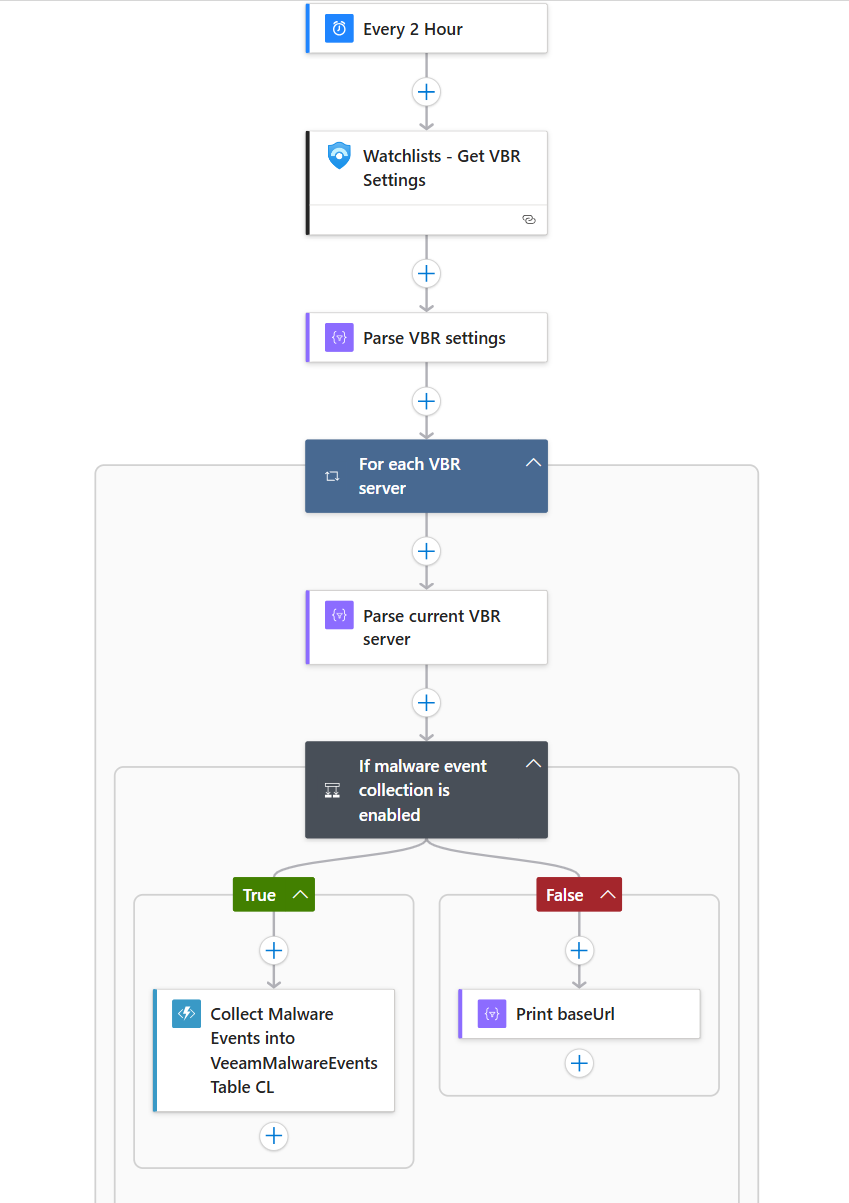 Every 2 Hour
Watchlists - Get VBR
Settings
Parse VBR settings
For each VBR
server
Parse current VBR
server
If malware event
collection is
enabled
True
False
Collect Malware
Events into
VeeamMalwareEvents
Table CL
Print baseUrl